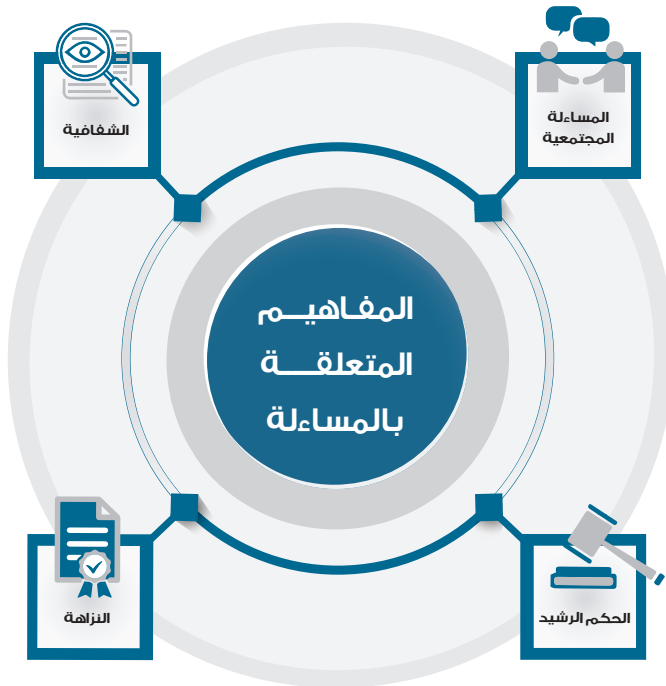 المساءلة
المجتمعية
الشفافية
المفاهيم
المتعلقة
بالمساءلة
الحكم الرشيد
النزاهة